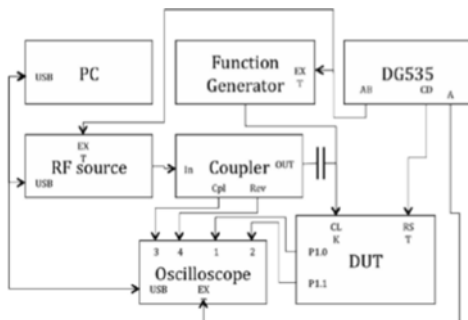 USB
PC
Function
Generator
EX
T
DG535
AB
CD
A
EX
T
RF source
USB
In
Coupler
OUT
Cpl
Rev
3
4
1
2
Oscilloscope
USB
EX
T
CL
K
RS
T
P1.0
P1.1
DUT